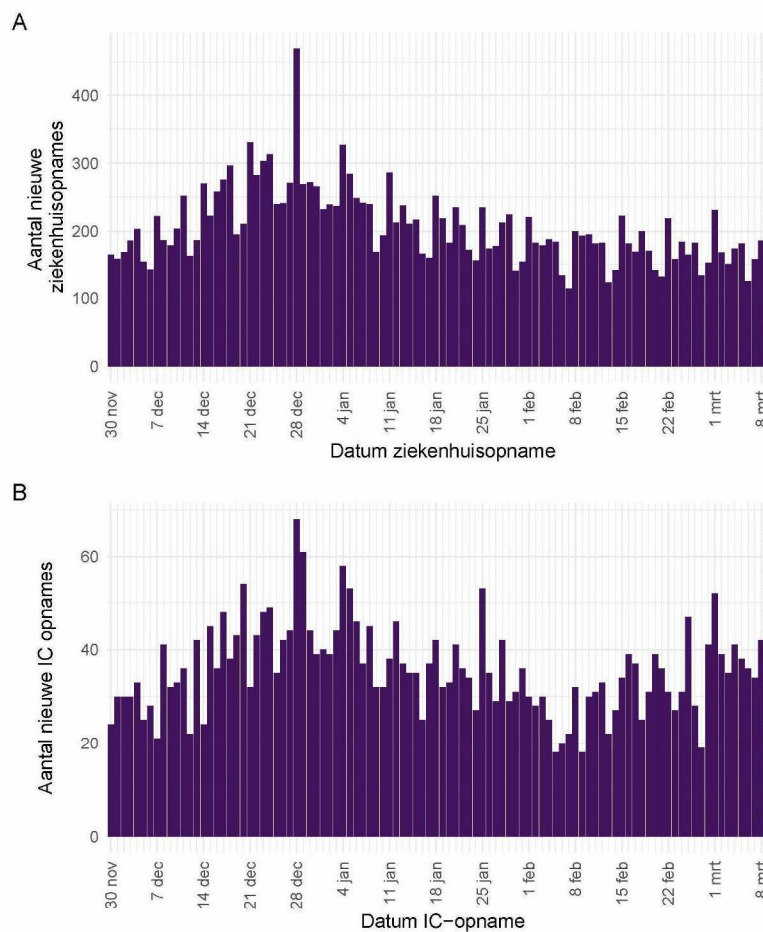 A
Aantal nieuwe
ziekenhuisopnames
400
300
200
100
0
30 nov
7 dec
14 dec
21 dec
28 dec
4 jan
11 jan
18 jan
25 jan
1 feb
8 feb
15 feb
22 feb
1 mrt
8 mrt
Datum ziekenhuisopname
B
Aantal nieuwe IC opnames
60
40
20
0
30 nov
7 dec
14 dec
21 dec
28 dec
4 jan
11 jan
18 jan
25 jan
1 feb
8 feb
15 feb
22 feb
1 mrt
8 mrt
Datum IC−opname